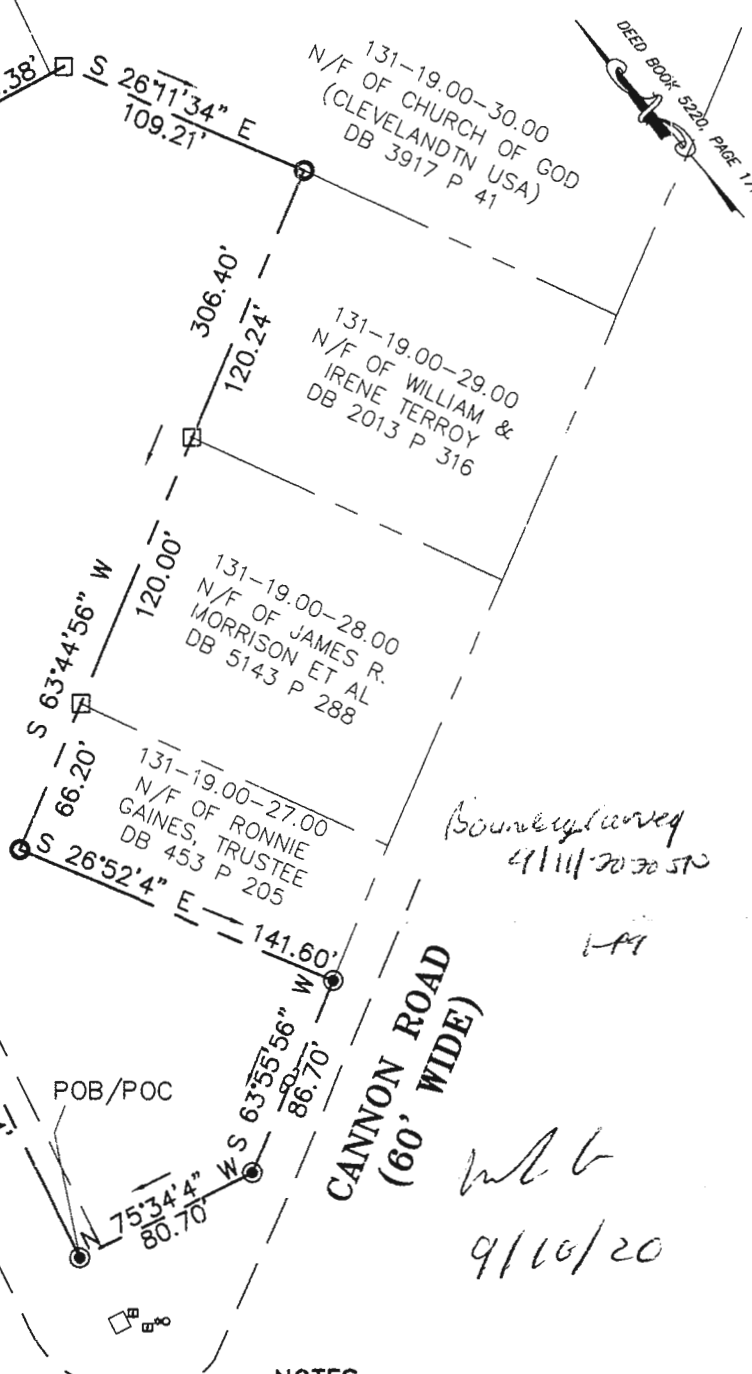 .38'
S 26°11'34" E
109.21'
131-19.00-30.00
N/F OF CHURCH OF GOD
(CLEVELANDTN USA)
DB 3917 P 41
DEED BOOK 5220, PAGE
306.40'
120.24'
131-19.00-29.00
N/F OF WILLIAM &
IRENE TERROY
DB 2013 P 316
S 63°44'56" W
120.00'
131-19.00-28.00
N/F OF JAMES R.
MORRISON ET AL
DB 5143 P 288
66.20'
131-19.00-27.00
N/F OF RONNIE
GAINES, TRUSTEE
DB 453 P 205
S 26°52'4" E
141.60'
S 63°55'56" W
86.70'
CANNON ROAD
(60' WIDE)
POB/POC
N 75°34'4" W
80.70'
9/10/20
NOTES